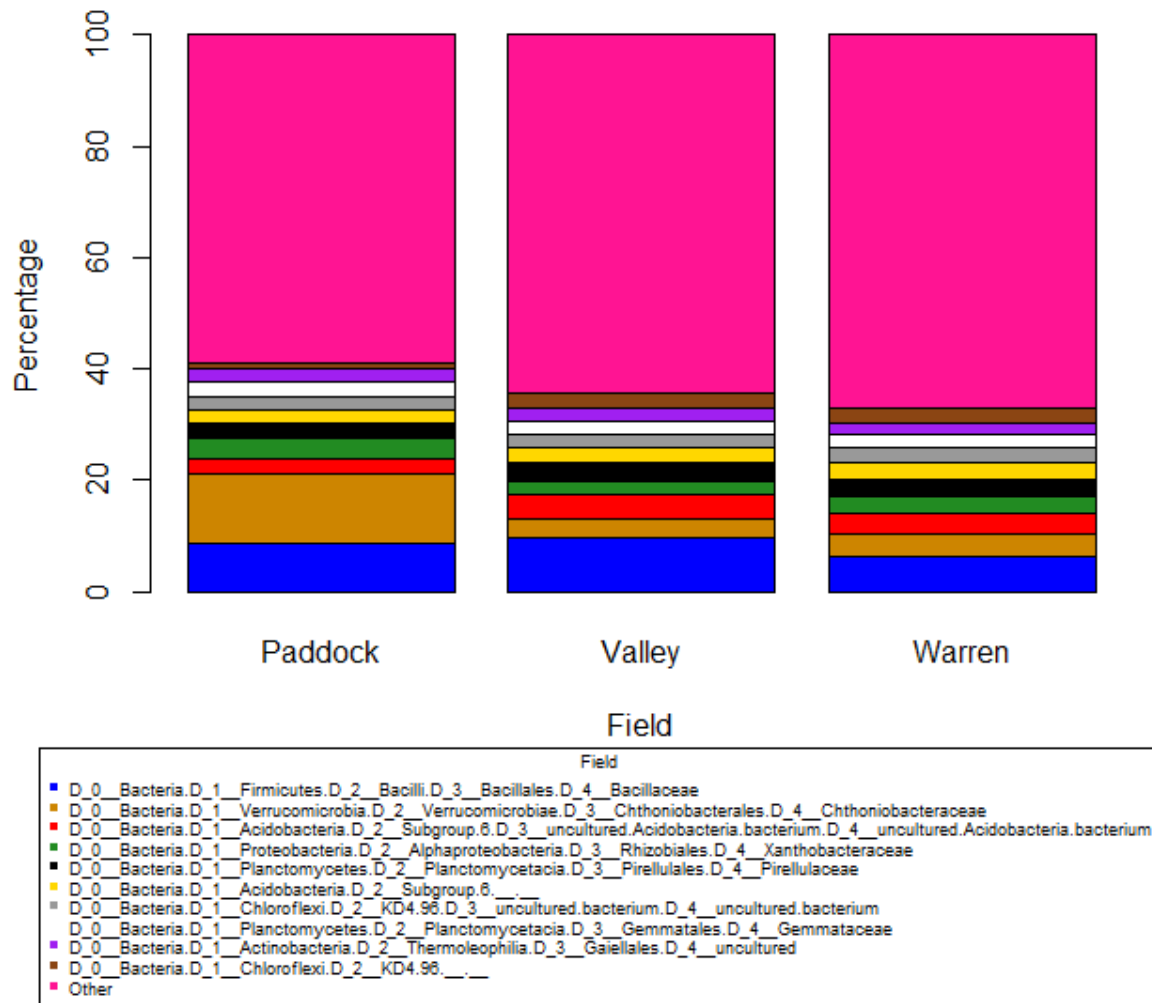 100
80
60
40
20
0
Percentage
Paddock Valley Warren
Field
Field
D_0__Bacteria.D_1__Firmicutes.D_2__Bacilli.D_3__Bacillales.D_4__Bacillaceae
D_0__Bacteria.D_1__Verrucomicrobia.D_2__Verrucomicrobiae.D_3__Chthoniobacterales.D_4__Chthoniobacteraceae
D_0__Bacteria.D_1__Acidobacteria.D_2__Subgroup.6.D_3__uncultured.Acidobacteria.bacterium.D_4__uncultured.Acidobacteria.bacterium
D_0__Bacteria.D_1__Proteobacteria.D_2__Alphaproteobacteria.D_3__Rhizobiales.D_4__Xanthobacteraceae
D_0__Bacteria.D_1__Planctomycetes.D_2__Planctomycetacia.D_3__Pirellulales.D_4__Pirellulaceae
D_0__Bacteria.D_1__Acidobacteria.D_2__Subgroup.6.__.__
D_0__Bacteria.D_1__Chloroflexi.D_2__KD4.96.D_3__uncultured.bacterium.D_4__uncultured.bacterium
D_0__Bacteria.D_1__Planctomycetes.D_2__Planctomycetacia.D_3__Gemmatales.D_4__Gemmataceae
D_0__Bacteria.D_1__Actinobacteria.D_2__Thermoleophilia.D_3__Gaiellales.D_4__uncultured
D_0__Bacteria.D_1__Chloroflexi.D_2__KD4.96.__.__
Other